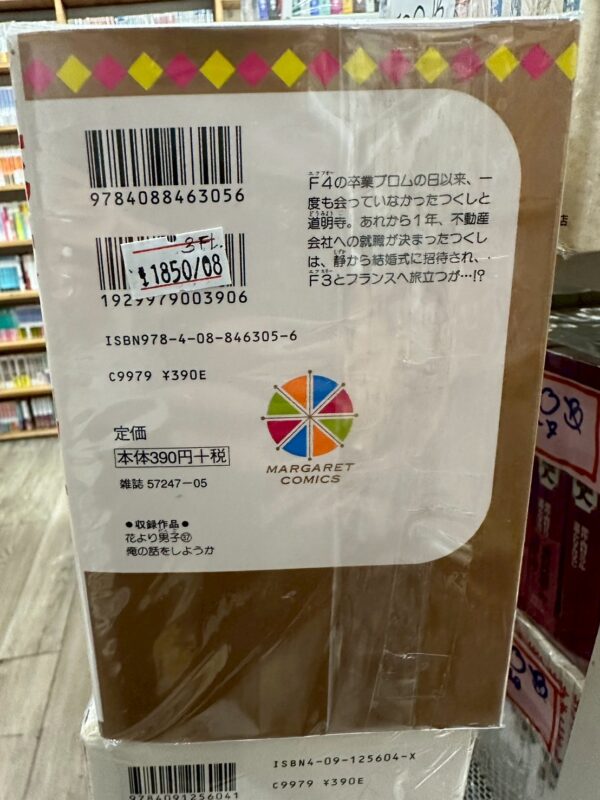 9784088463056
¥1850/08
1929979003906
ISBN978-4-08-846305-6
C9979 ¥390E
定価
本体390円+税
雑誌 57247-05
●収録作品●
花より男子㊲
俺の話をしようか
MARGARET
COMICS
F4の卒業プロムの日以来、一
度も会っていなかったつくしと
道明寺。あれから1年、不動産
会社への就職が決まったつくし
は、静から結婚式に招待され、
F3とフランスへ旅立つが…!?
ISBN4-09-125604-X
C9979 ¥390E
9784091256041